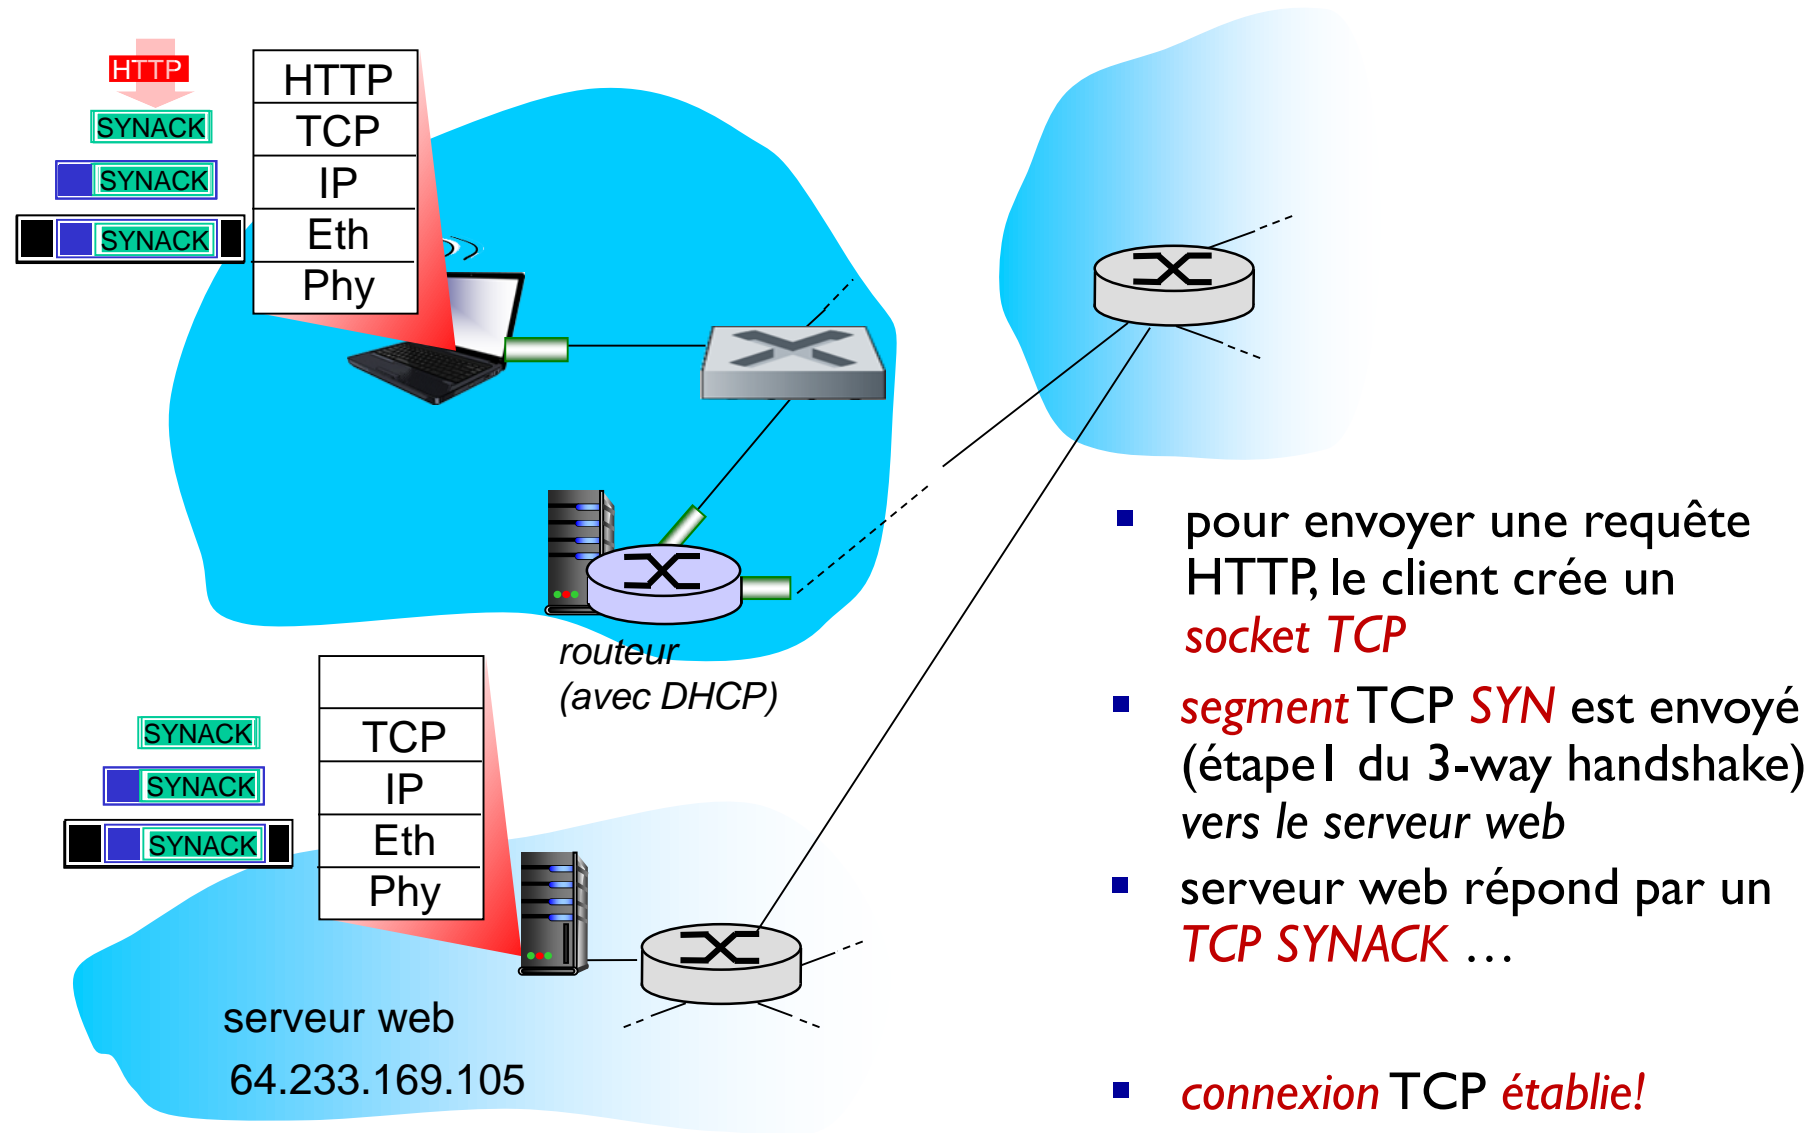 HTTP
SYNACK
SYNACK
SYNACK
HTTP
TCP
IP
Eth
Phy
routeur
(avec DHCP)
SYNACK
SYNACK
SYNACK
TCP
IP
Eth
Phy
serveur web
64.233.169.105
▪ pour envoyer une requête
HTTP, le client crée un
socket TCP
▪ segment TCP SYN est envoyé
(étape1 du 3-way handshake)
vers le serveur web
▪ serveur web répond par un
TCP SYNACK …
▪ connexion TCP établie!